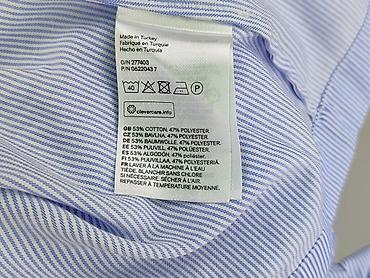 Made in Turkey
Fabriqué en Turquie
Hecho en Turquía
O/N 277403
P/N 0622043 7
40 P
clevercare.info
GB 53% COTTON, 47% POLYESTER.
CZ 53% BAVLNA, 47% POLYESTER.
DE 53% BAUMWOLLE, 47% POLYESTER.
EE 53% PUUVILL, 47% POLÜESTER.
ES 53% ALGODÓN, 47% poliéster.
FI 53% PUUVILLAA, 47% POLYESTERIÄ.
FR LAVER À LA MACHINE À L'EAU
TIÈDE. BLANCHIR SANS CHLORE
SI NÉCESSAIRE. SÉCHER À L'AIR.
REPASSER À TEMPÉRATURE MOYENNE.